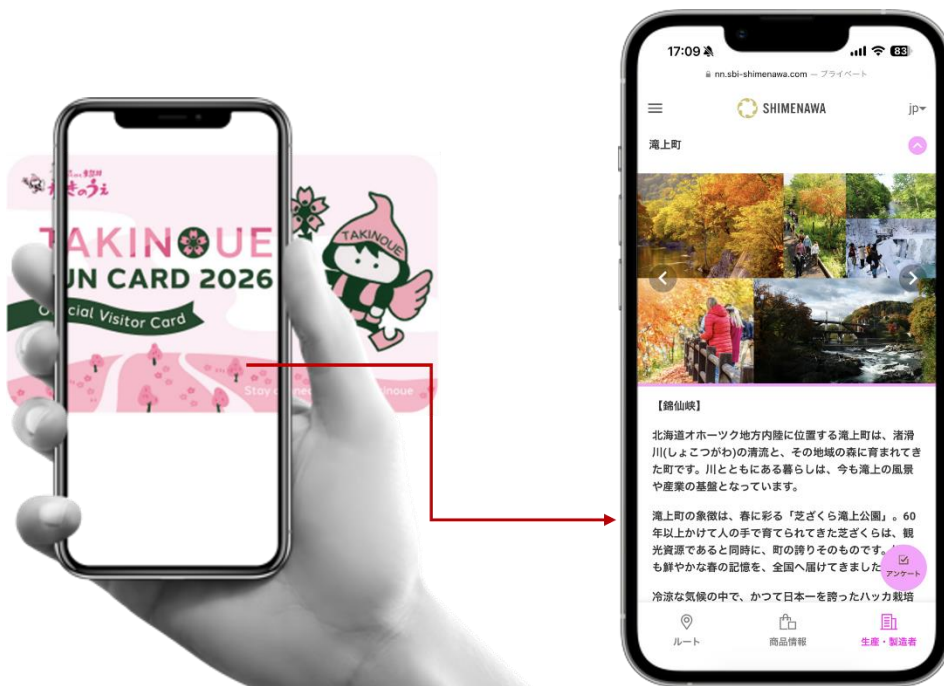 きのうえ
TAKINOUE
UN CARD 2026
cial Visitor Card
TAKINOUE
17:09
83
nn.sbi-shimenawa.com — プライベート
SHIMENAWA
jp
滝上町
【錦仙峡】
北海道オホーツク地方内陸に位置する滝上町は、渚滑
川(しょこつがわ)の清流と、その地域の森に育まれてき
た町です。川とともにある暮らしは、今も滝上の風景
や産業の基盤となっています。
滝上町の象徴は、春に彩る「芝ざくら滝上公園」。60
年以上かけて人の手で育てられてきた芝ざくらは、観
光資源であると同時に、町の誇りそのものです。
も鮮やかな春の記憶を、全国へ届けてきました
冷涼な気候の中で、かつて日本一を誇ったハッカ栽培
アンケート
ルート
商品情報
生産・製造者